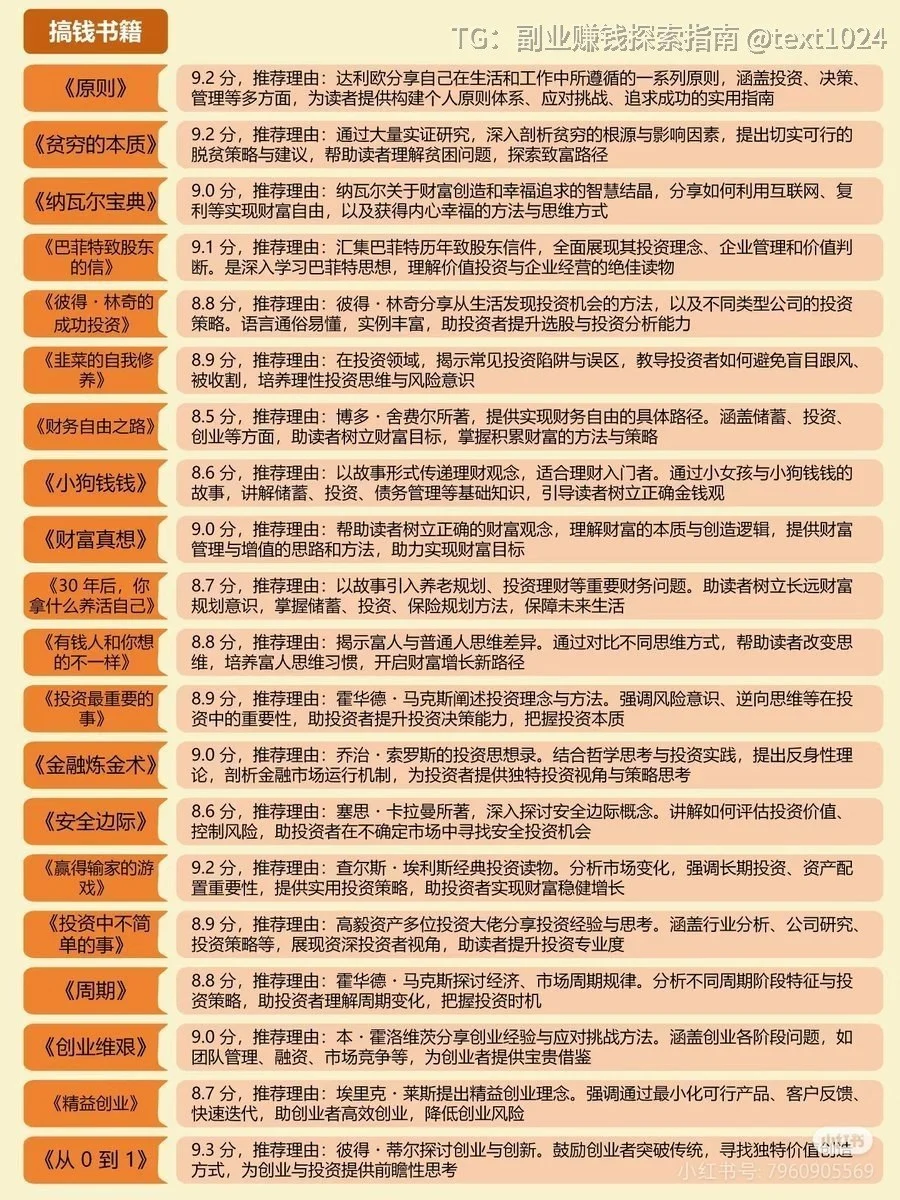 搞钱书籍
TG：副业赚钱探索指南 @text1024
《原则》
9.2 分，推荐理由：达利欧分享自己在生活和工作中所遵循的一系列原则，涵盖投资、决策、
管理等多方面，为读者提供构建个人原则体系、应对挑战、追求成功的实用指南
《贫穷的本质》
9.2 分，推荐理由：通过大量实证研究，深入剖析贫穷的根源与影响因素，提出切实可行的
脱贫策略与建议，帮助读者理解贫困问题，探索致富路径
《纳瓦尔宝典》
9.0 分，推荐理由：纳瓦尔关于财富创造和幸福追求的智慧结晶，分享如何利用互联网、复
利等实现财富自由，以及获得内心幸福的方法与思维方式
《巴菲特致股东
的信》
9.1 分，推荐理由：汇集巴菲特历年致股东信件，全面展现其投资理念、企业管理和价值判
断。是深入学习巴菲特思想，理解价值投资与企业经营的绝佳读物
《彼得·林奇的
成功投资》
8.8 分，推荐理由：彼得·林奇分享从生活发现投资机会的方法，以及不同类型公司的投资
策略。语言通俗易懂，实例丰富，助投资者提升选股与投资分析能力
《韭菜的自我修
养》
8.9 分，推荐理由：在投资领域，揭示常见投资陷阱与误区，教导投资者如何避免盲目跟风、
被收割，培养理性投资思维与风险意识
《财务自由之路》
8.5 分，推荐理由：博多·舍费尔所著，提供实现财务自由的具体路径。涵盖储蓄、投资、
创业等方面，助读者树立财富目标，掌握积累财富的方法与策略
《小狗钱钱》
8.6 分，推荐理由：以故事形式传递理财观念，适合理财入门者。通过小女孩与小狗钱钱的
故事，讲解储蓄、投资、债务管理等基础知识，引导读者树立正确金钱观
《财富真想》
9.0 分，推荐理由：帮助读者树立正确的财富观念，理解财富的本质与创造逻辑，提供财富
管理与增值的思路和方法，助力实现财富目标
《30 年后，你
拿什么养活自己》
8.7 分，推荐理由：以故事引入养老规划、投资理财等重要财务问题。助读者树立长远财富
规划意识，掌握储蓄、投资、保险规划方法，保障未来生活
《有钱人和你想
的不一样》
8.8 分，推荐理由：揭示富人与普通人思维差异。通过对比不同思维方式，帮助读者改变思
维，培养富人思维习惯，开启财富增长新路径
《投资最重要的
事》
8.9 分，推荐理由：霍华德·马克斯阐述投资理念与方法。强调风险意识、逆向思维等在投
资中的重要性，助投资者提升投资决策能力，把握投资本质
《金融炼金术》
9.0 分，推荐理由：乔治·索罗斯的投资思想录。结合哲学思考与投资实践，提出反身性理
论，剖析金融市场运行机制，为投资者提供独特投资视角与策略思考
《安全边际》
8.6 分，推荐理由：塞思·卡拉曼所著，深入探讨安全边际概念。讲解如何评估投资价值、
控制风险，助投资者在不确定市场中寻找安全投资机会
《赢得输家的游
戏》
9.2 分，推荐理由：查尔斯·埃利斯经典投资读物。分析市场变化，强调长期投资、资产配
置重要性，提供实用投资策略，助投资者实现财富稳健增长
《投资中不简
单的事》
8.9 分，推荐理由：高毅资产多位投资大佬分享投资经验与思考。涵盖行业分析、公司研究、
投资策略等，展现资深投资者视角，助读者提升投资专业度
《周期》
8.8 分，推荐理由：霍华德·马克斯探讨经济、市场周期规律。分析不同周期阶段特征与投
资策略，助投资者理解周期变化，把握投资时机
《创业维艰》
9.0 分，推荐理由：本·霍洛维茨分享创业经验与应对挑战方法。涵盖创业各阶段问题，如
团队管理、融资、市场竞争等，为创业者提供宝贵借鉴
《精益创业》
8.7 分，推荐理由：埃里克·莱斯提出精益创业理念。强调通过最小化可行产品、客户反馈、
快速迭代，助创业者高效创业，降低创业风险
《从 0 到 1》
9.3 分，推荐理由：彼得·蒂尔探讨创业与创新。鼓励创业者突破传统，寻找独特价值创造
方式，为创业与投资提供前瞻性思考
小红书
小红书号: 7960905569